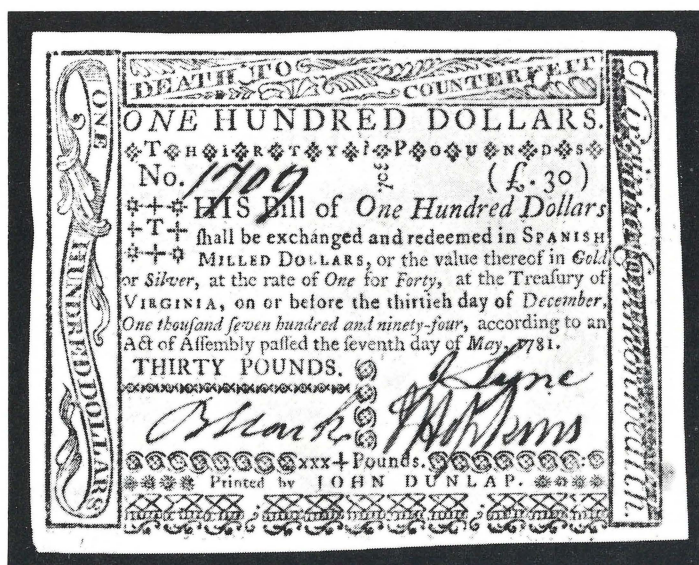 DEATH TO COUNTERFEIT
ONE HUNDRED DOLLARS.
THIRTY POUNDS
No. 1709 (£.30)
THIS Bill of One Hundred Dollars
shall be exchanged and redeemed in SPANISH
MILLED DOLLARS, or the value thereof in Gold
or Silver, at the rate of One for Forty, at the Treasury of
VIRGINIA, on or before the thirtieh day of December,
One thouſand ſeven hundred and ninety-four, according to an
Act of Aſſembly paſſed the ſeventh day of May, 1781.
THIRTY POUNDS.
xxx+Pounds.
Printed by JOHN DUNLAP.
ONE HUNDRED DOLLARS
Virginia Commonwealth.